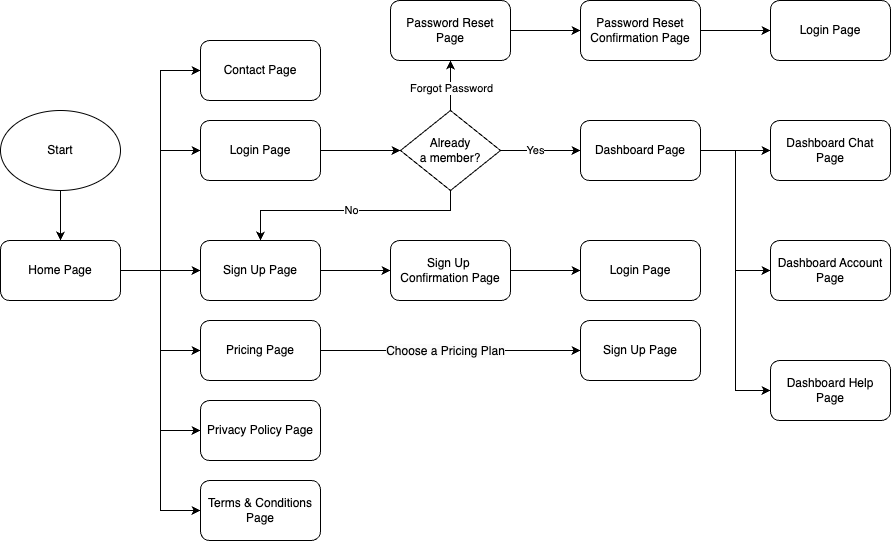 Password Reset
Page
Password Reset
Confirmation Page
Login Page
Contact Page
Forgot Password
Start
Login Page
Already
a member?
Yes
Dashboard Page
Dashboard Chat
Page
No
Home Page
Sign Up Page
Sign Up
Confirmation Page
Login Page
Dashboard Account
Page
Pricing Page
Choose a Pricing Plan
Sign Up Page
Dashboard Help
Page
Privacy Policy Page
Terms & Conditions
Page